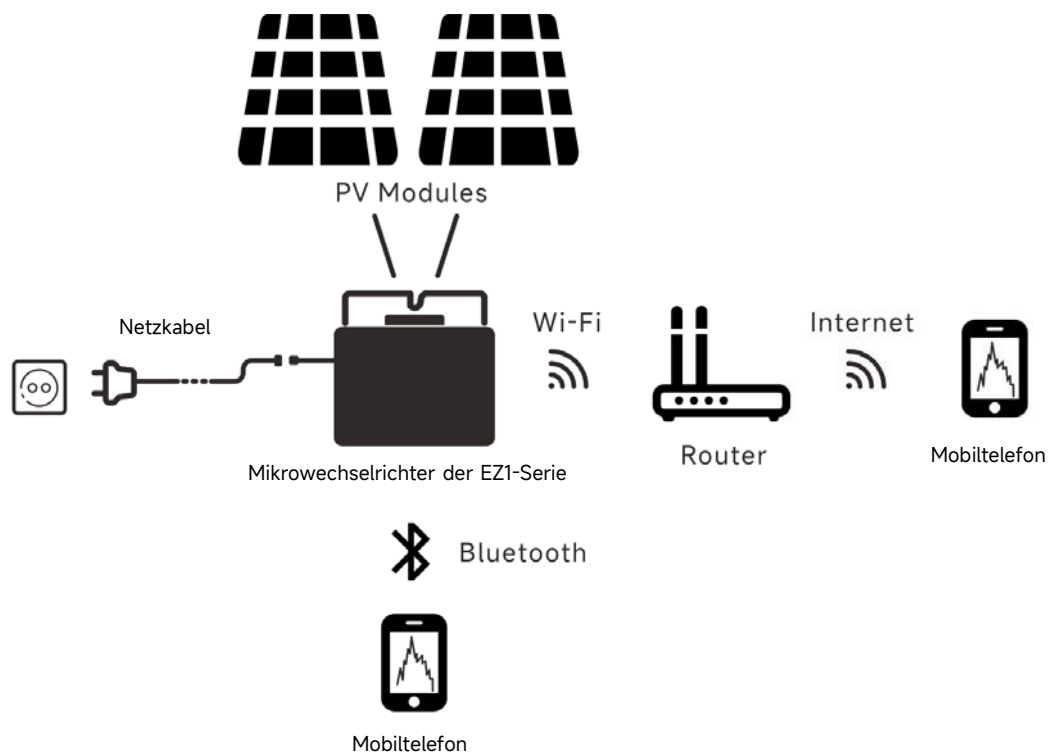 PV Modules
Netzkabel
Wi-Fi
Internet
Mikrowechselrichter der EZ1-Serie
Router
Mobiltelefon
Bluetooth
Mobiltelefon